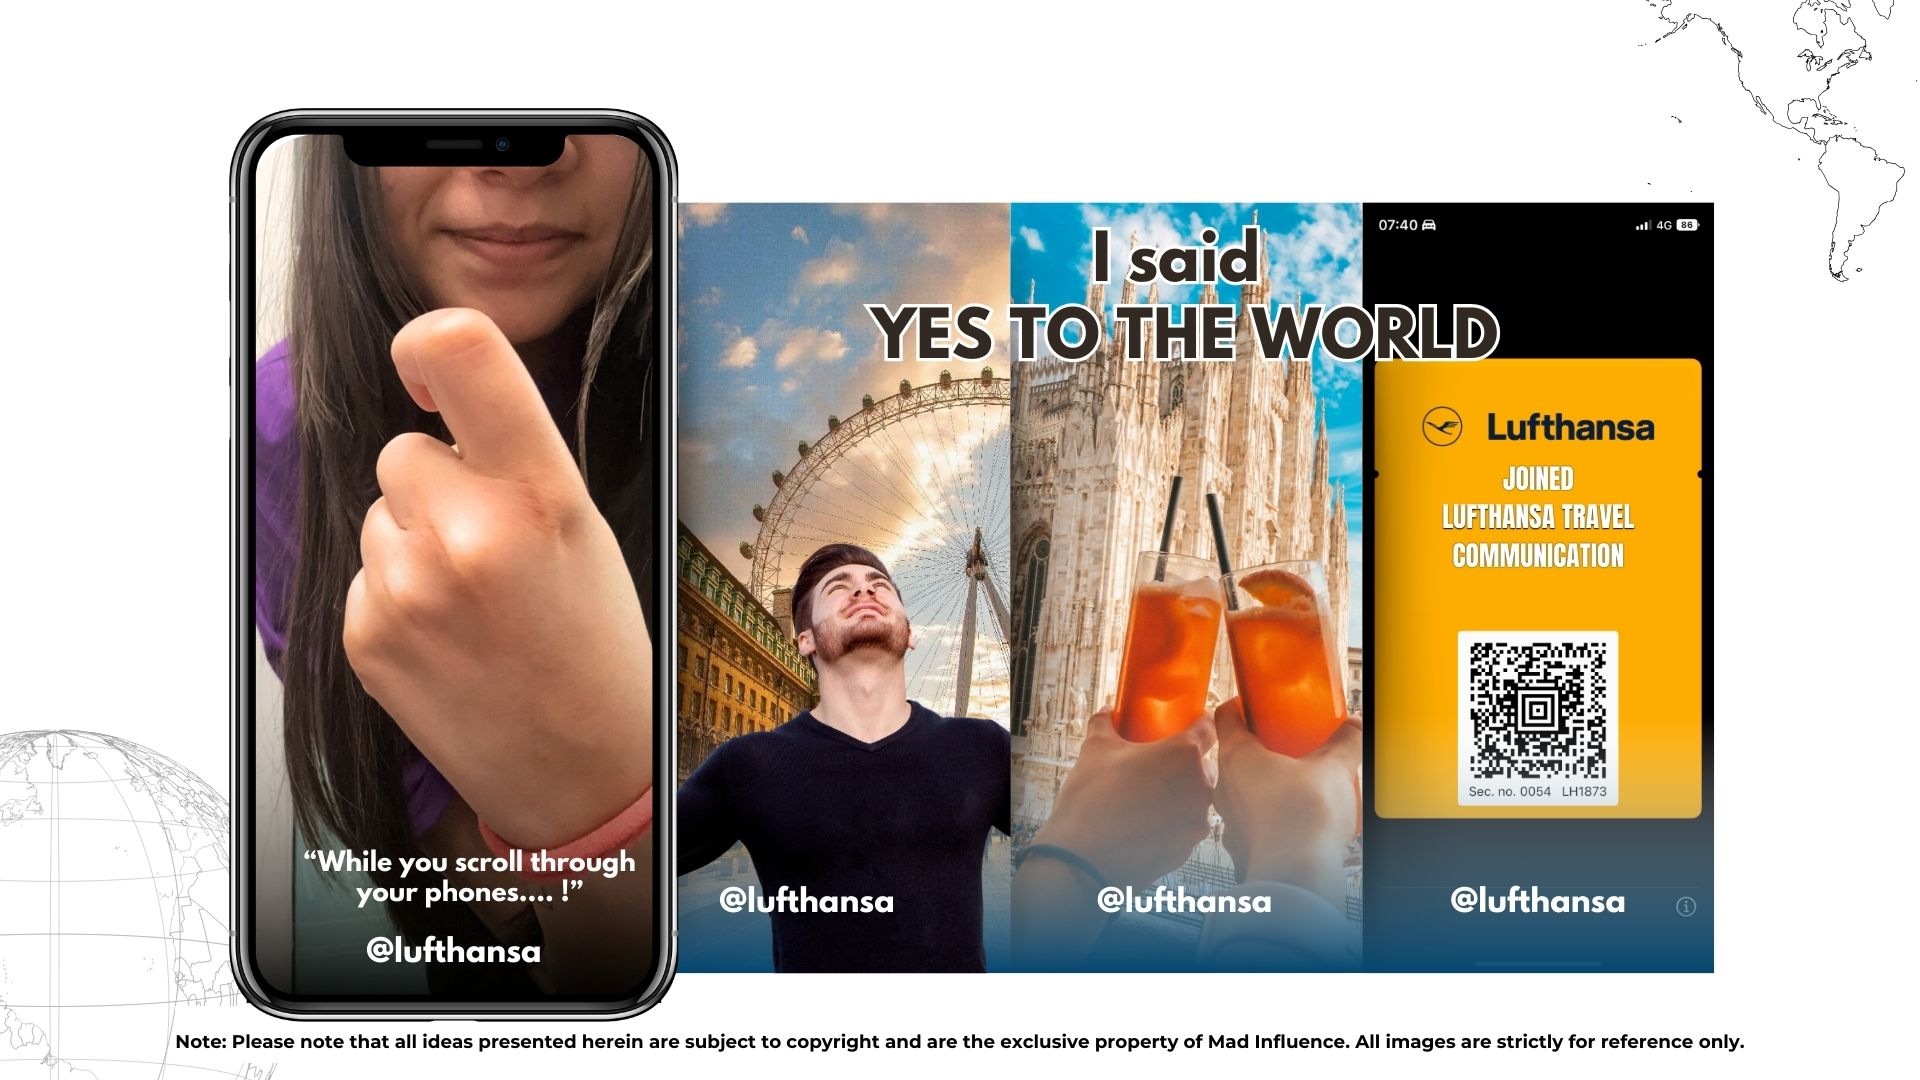 “While you scroll through
your phones.... !”
@lufthansa
I said
YES TO THE WORLD
@lufthansa
@lufthansa
07:40
4G 86
Lufthansa
JOINED
LUFTHANSA TRAVEL
COMMUNICATION
Sec. no. 0054 LH1873
@lufthansa
Note: Please note that all ideas presented herein are subject to copyright and are the exclusive property of Mad Influence. All images are strictly for reference only.